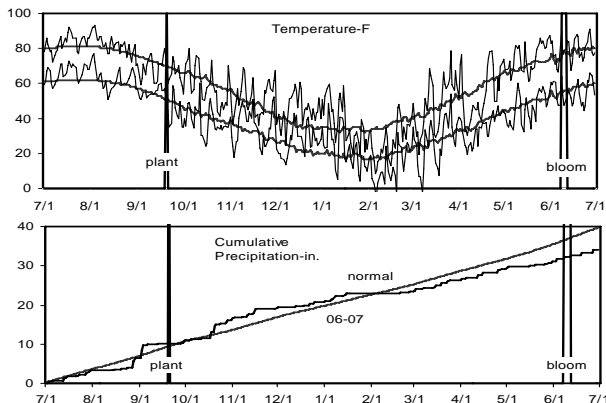 100
Temperature-F
80
60
40
20
0
plant
bloom
7/1 8/1 9/1 10/1 11/1 12/1 1/1 2/1 3/1 4/1 5/1 6/1 7/1
40
Cumulative
Precipitation-in.
30
normal
20
06-07
10
plant
bloom
0
7/1 8/1 9/1 10/1 11/1 12/1 1/1 2/1 3/1 4/1 5/1 6/1 7/1